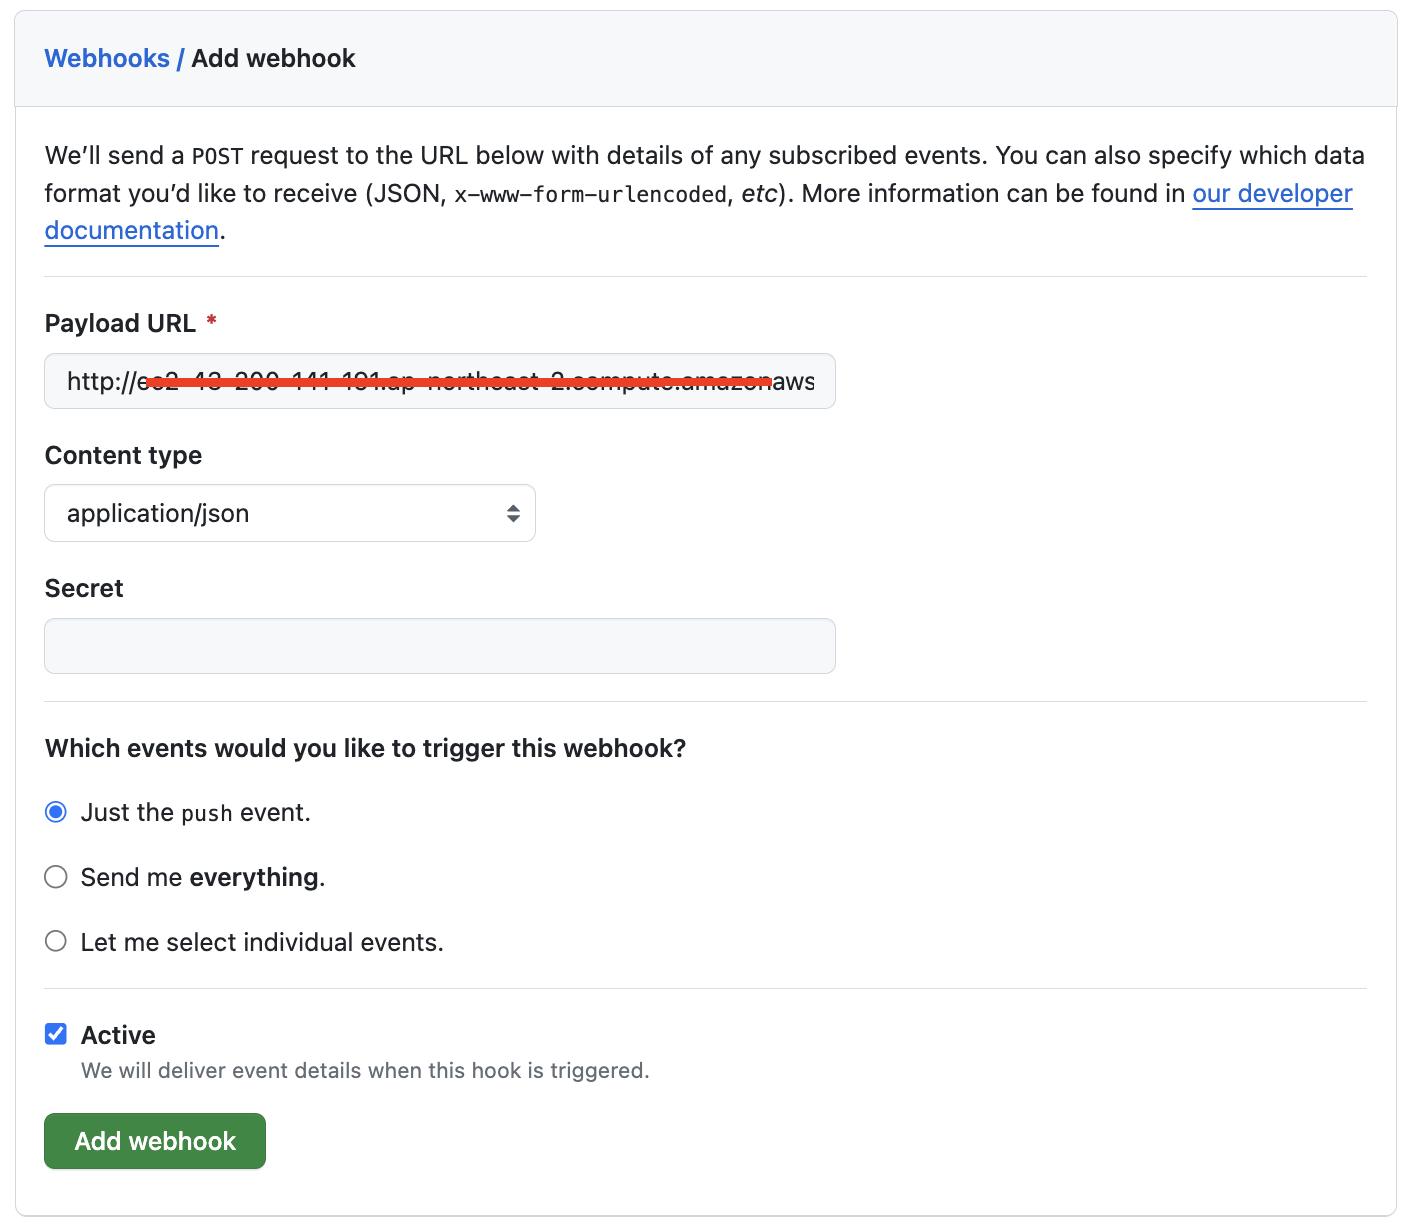 Webhooks / Add webhook
We'll send a POST request to the URL below with details of any subscribed events. You can also specify which data
format you'd like to receive (JSON, x-www-form-urlencoded, etc). More information can be found in our developer
documentation.
Payload URL *
http://
Content type
application/json
Secret
Which events would you like to trigger this webhook?
Just the push event.
Send me everything.
Let me select individual events.
Active
We will deliver event details when this hook is triggered.
Add webhook